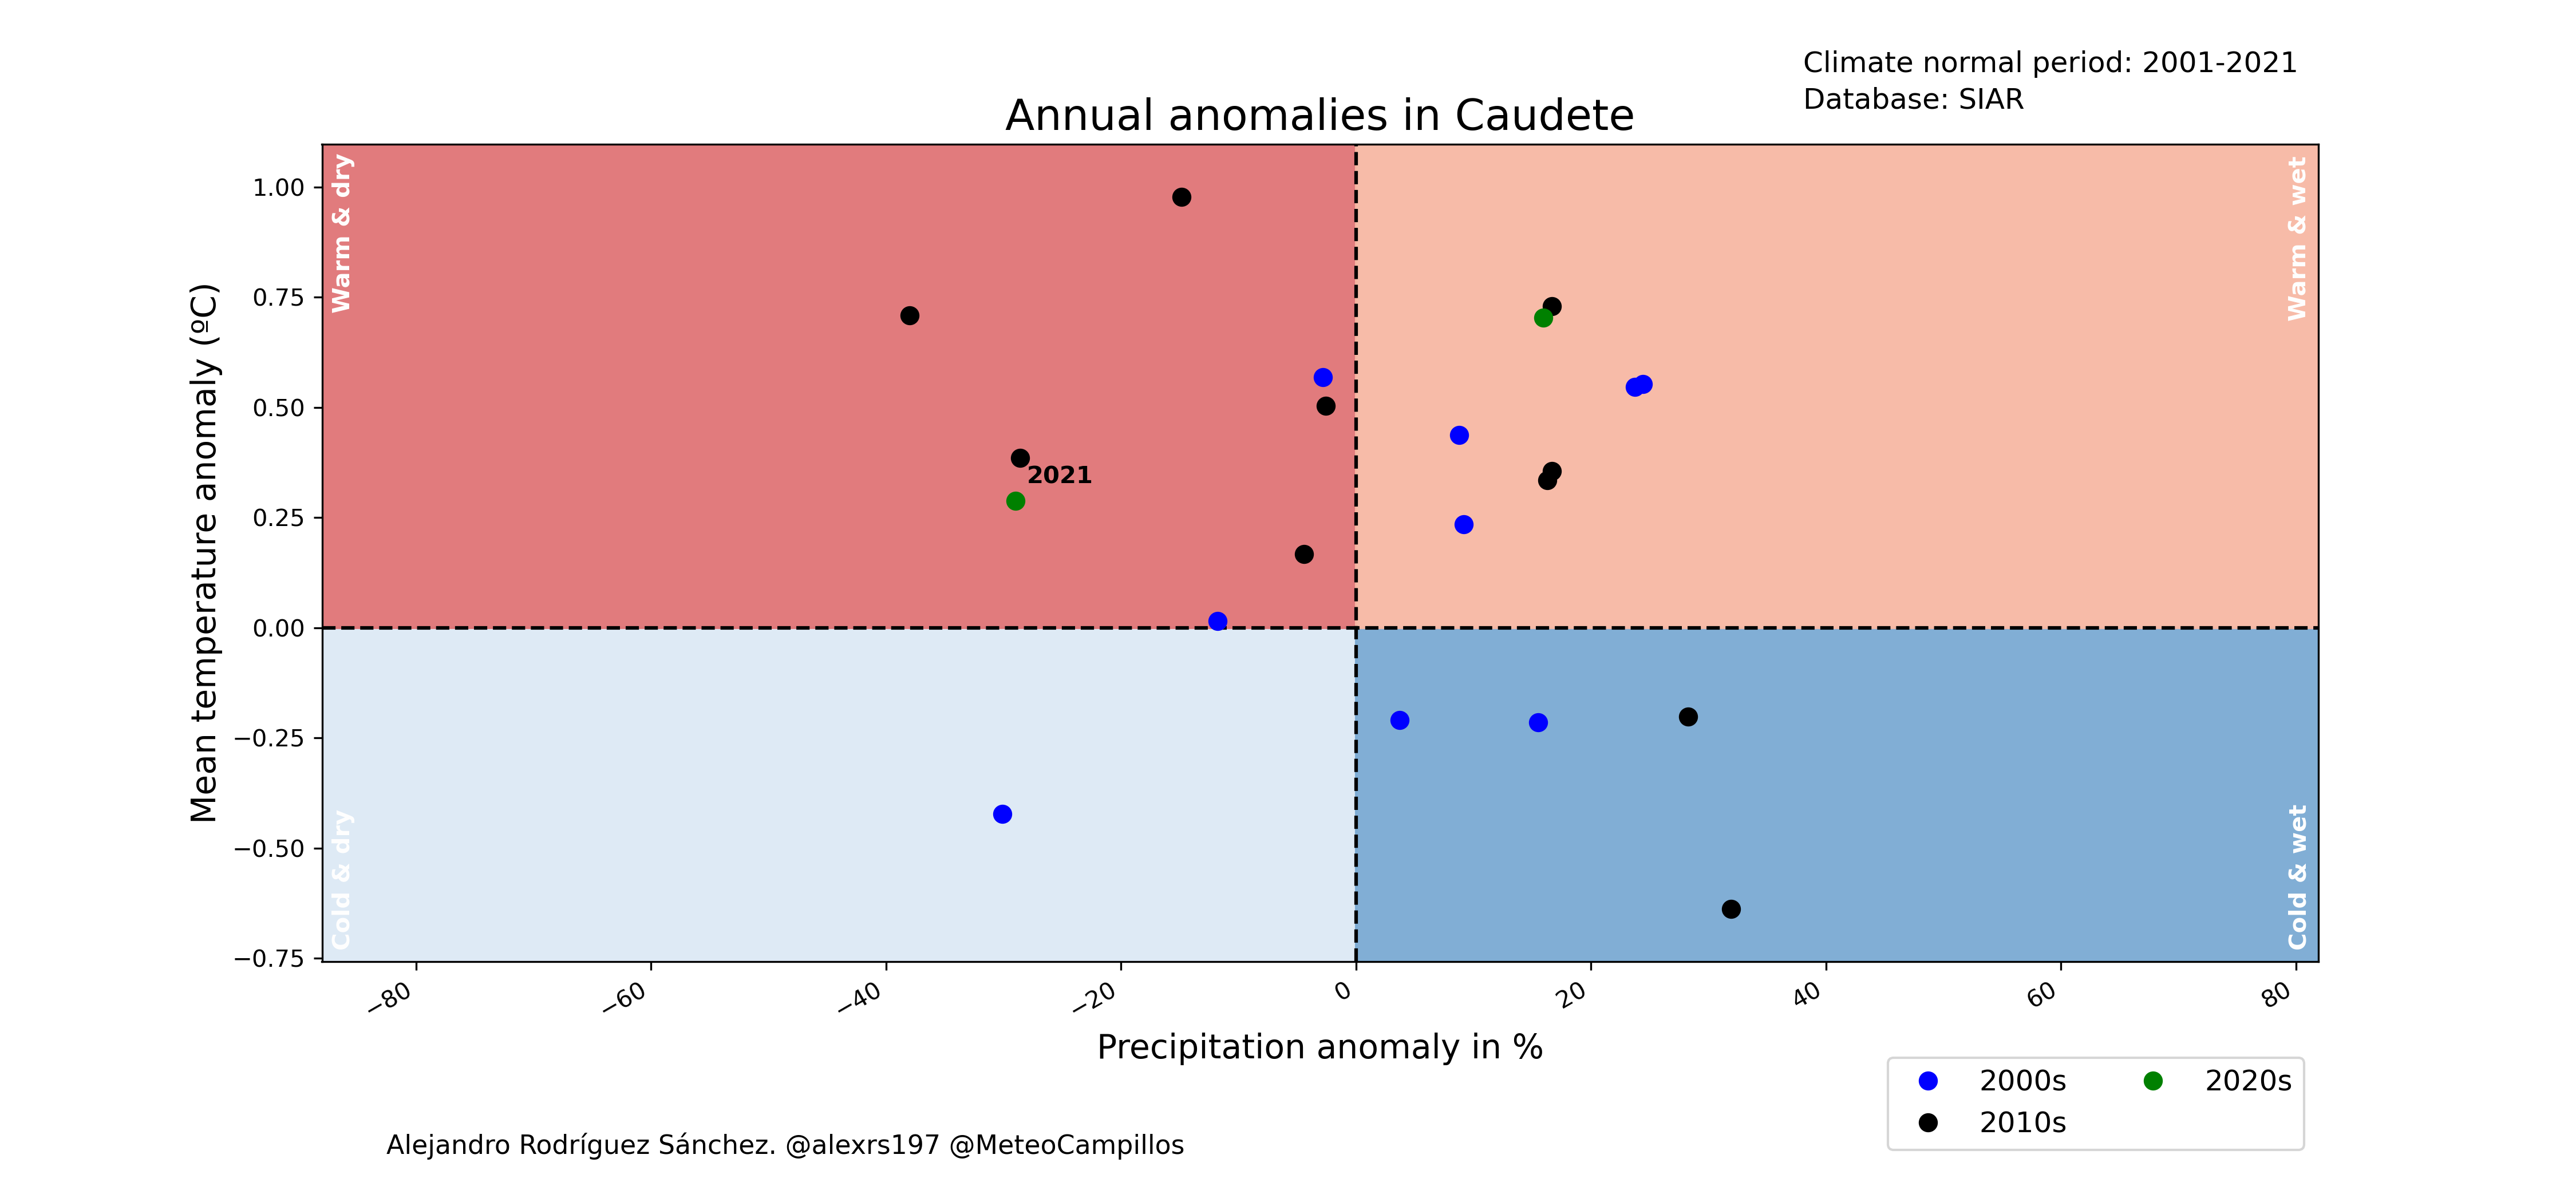 Climate normal period: 2001-2021
Database: SIAR
Annual anomalies in Caudete
Warm & dry
Warm & wet
Cold & dry
Cold & wet
Mean temperature anomaly (ºC)
1.00
0.75
0.50
0.25
0.00
−0.25
−0.50
−0.75
2021
−80
−60
−40
−20
0
20
40
60
80
Precipitation anomaly in %
2000s
2010s
2020s
Alejandro Rodríguez Sánchez. @alexrs197 @MeteoCampillos